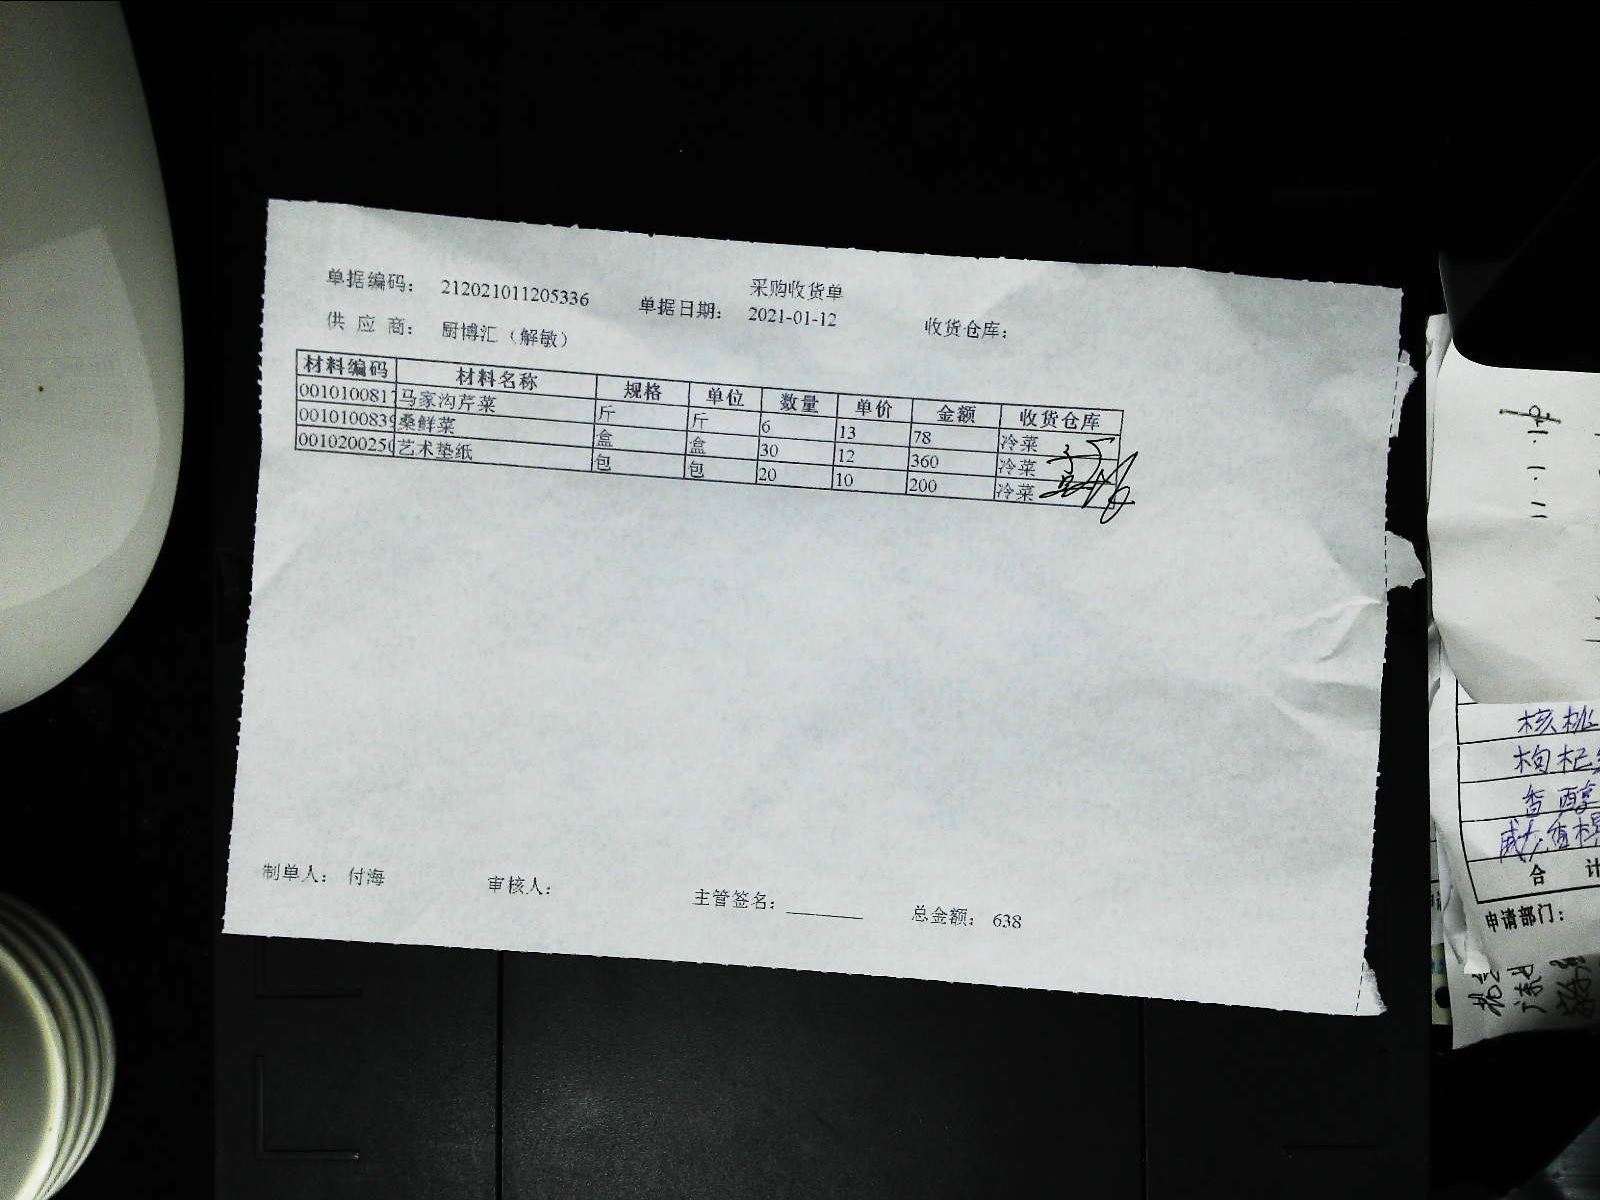 采购收货单
单据编码： 212021011205336 单据日期： 2021-01-12 收货仓库：
供 应 商： 厨博汇（解敏）
材料编码 材料名称 规格 单位 数量 单价 金额 收货仓库
0010100817 马家沟芹菜 斤 斤 6 13 78 冷菜
0010100839 桑鲜菜 盒 盒 30 12 360 冷菜
001020025 艺术垫纸 包 包 20 10 200 冷菜
制单人： 付海 审核人： 主管签名： 总金额： 638
核桃
枸杞
香醇
合 计
申请部门：